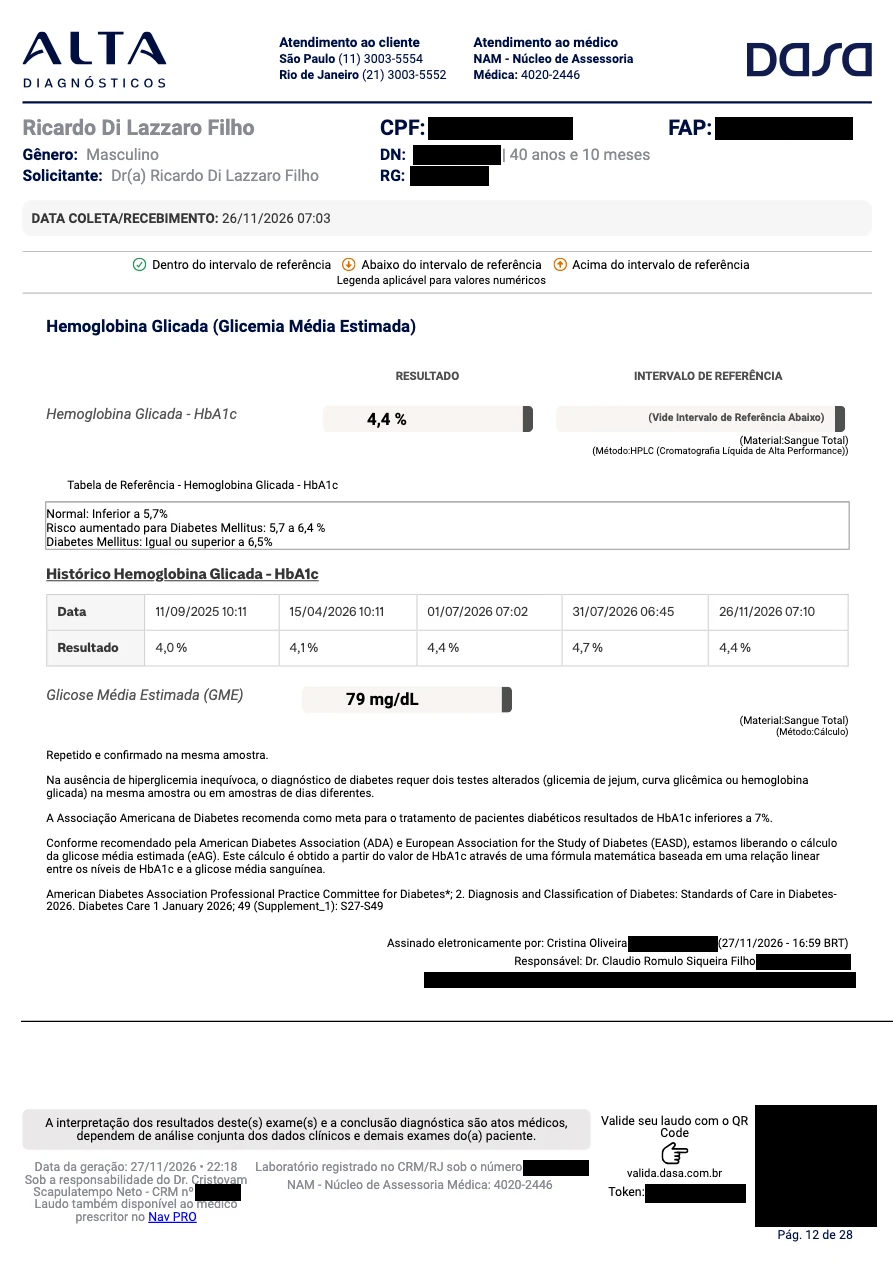 ALTA
DIAGNÓSTICOS
Atendimento ao cliente
São Paulo (11) 3003-5554
Rio de Janeiro (21) 3003-5552
Atendimento ao médico
NAM - Núcleo de Assessoria
Médica: 4020-2446
DASA
Ricardo Di Lazzaro Filho
CPF:
FAP:
Gênero: Masculino
DN: | 40 anos e 10 meses
Solicitante: Dr(a) Ricardo Di Lazzaro Filho
RG:
DATA COLETA/RECEBIMENTO: 26/11/2026 07:03
Dentro do intervalo de referência Abaixo do intervalo de referência Acima do intervalo de referência
Legenda aplicável para valores numéricos
Hemoglobina Glicada (Glicemia Média Estimada)
RESULTADO INTERVALO DE REFERÊNCIA
Hemoglobina Glicada - HbA1c 4,4 % (Vide Intervalo de Referência Abaixo)
(Material:Sangue Total)
(Método:HPLC (Cromatografia Líquida de Alta Performance))
Tabela de Referência - Hemoglobina Glicada - HbA1c
Normal: Inferior a 5,7%
Risco aumentado para Diabetes Mellitus: 5,7 a 6,4 %
Diabetes Mellitus: Igual ou superior a 6,5%
Histórico Hemoglobina Glicada - HbA1c
Data 11/09/2025 10:11 15/04/2026 10:11 01/07/2026 07:02 31/07/2026 06:45 26/11/2026 07:10
Resultado 4,0 % 4,1 % 4,4 % 4,7 % 4,4 %
Glicose Média Estimada (GME) 79 mg/dL
(Material:Sangue Total)
(Método:Cálculo)
Repetido e confirmado na mesma amostra.
Na ausência de hiperglicemia inequívoca, o diagnóstico de diabetes requer dois testes alterados (glicemia de jejum, curva glicêmica ou hemoglobina
glicada) na mesma amostra ou em amostras de dias diferentes.
A Associação Americana de Diabetes recomenda como meta para o tratamento de pacientes diabéticos resultados de HbA1c inferiores a 7%.
Conforme recomendado pela American Diabetes Association (ADA) e European Association for the Study of Diabetes (EASD), estamos liberando o cálculo
da glicose média estimada (eAG). Este cálculo é obtido a partir do valor de HbA1c através de uma fórmula matemática baseada em uma relação linear
entre os níveis de HbA1c e a glicose média sanguínea.
American Diabetes Association Professional Practice Committee for Diabetes*; 2. Diagnosis and Classification of Diabetes: Standards of Care in Diabetes-
2026. Diabetes Care 1 January 2026; 49 (Supplement_1): S27-S49
Assinado eletronicamente por: Cristina Oliveira (27/11/2026 - 16:59 BRT)
Responsável: Dr. Claudio Romulo Siqueira Filho
A interpretação dos resultados deste(s) exame(s) e a conclusão diagnóstica são atos médicos,
dependem de análise conjunta dos dados clínicos e demais exames do(a) paciente.
Data da geração: 27/11/2026 • 22:18
Sob a responsabilidade do Dr. Cristovam
Scapulatempo Neto - CRM nº
Laudo também disponível ao médico
prescritor no Nav PRO
Laboratório registrado no CRM/RJ sob o número
NAM - Núcleo de Assessoria Médica: 4020-2446
Valide seu laudo com o QR
Code
valida.dasa.com.br
Token:
Pág. 12 de 28